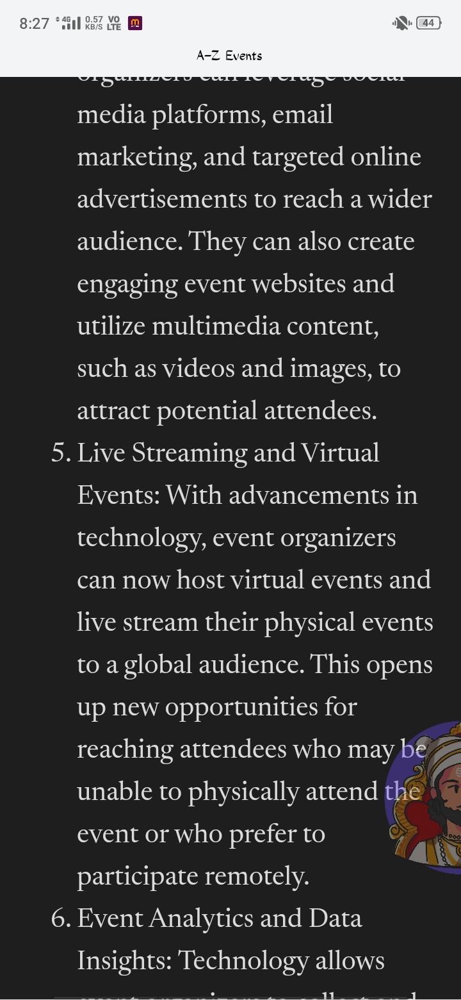 8:27 4G 0.57 KB/S VO LTE 44
A-Z Events
organizers can leverage social
media platforms, email
marketing, and targeted online
advertisements to reach a wider
audience. They can also create
engaging event websites and
utilize multimedia content,
such as videos and images, to
attract potential attendees.
5. Live Streaming and Virtual
Events: With advancements in
technology, event organizers
can now host virtual events and
live stream their physical events
to a global audience. This opens
up new opportunities for
reaching attendees who may be
unable to physically attend the
event or who prefer to
participate remotely.
6. Event Analytics and Data
Insights: Technology allows